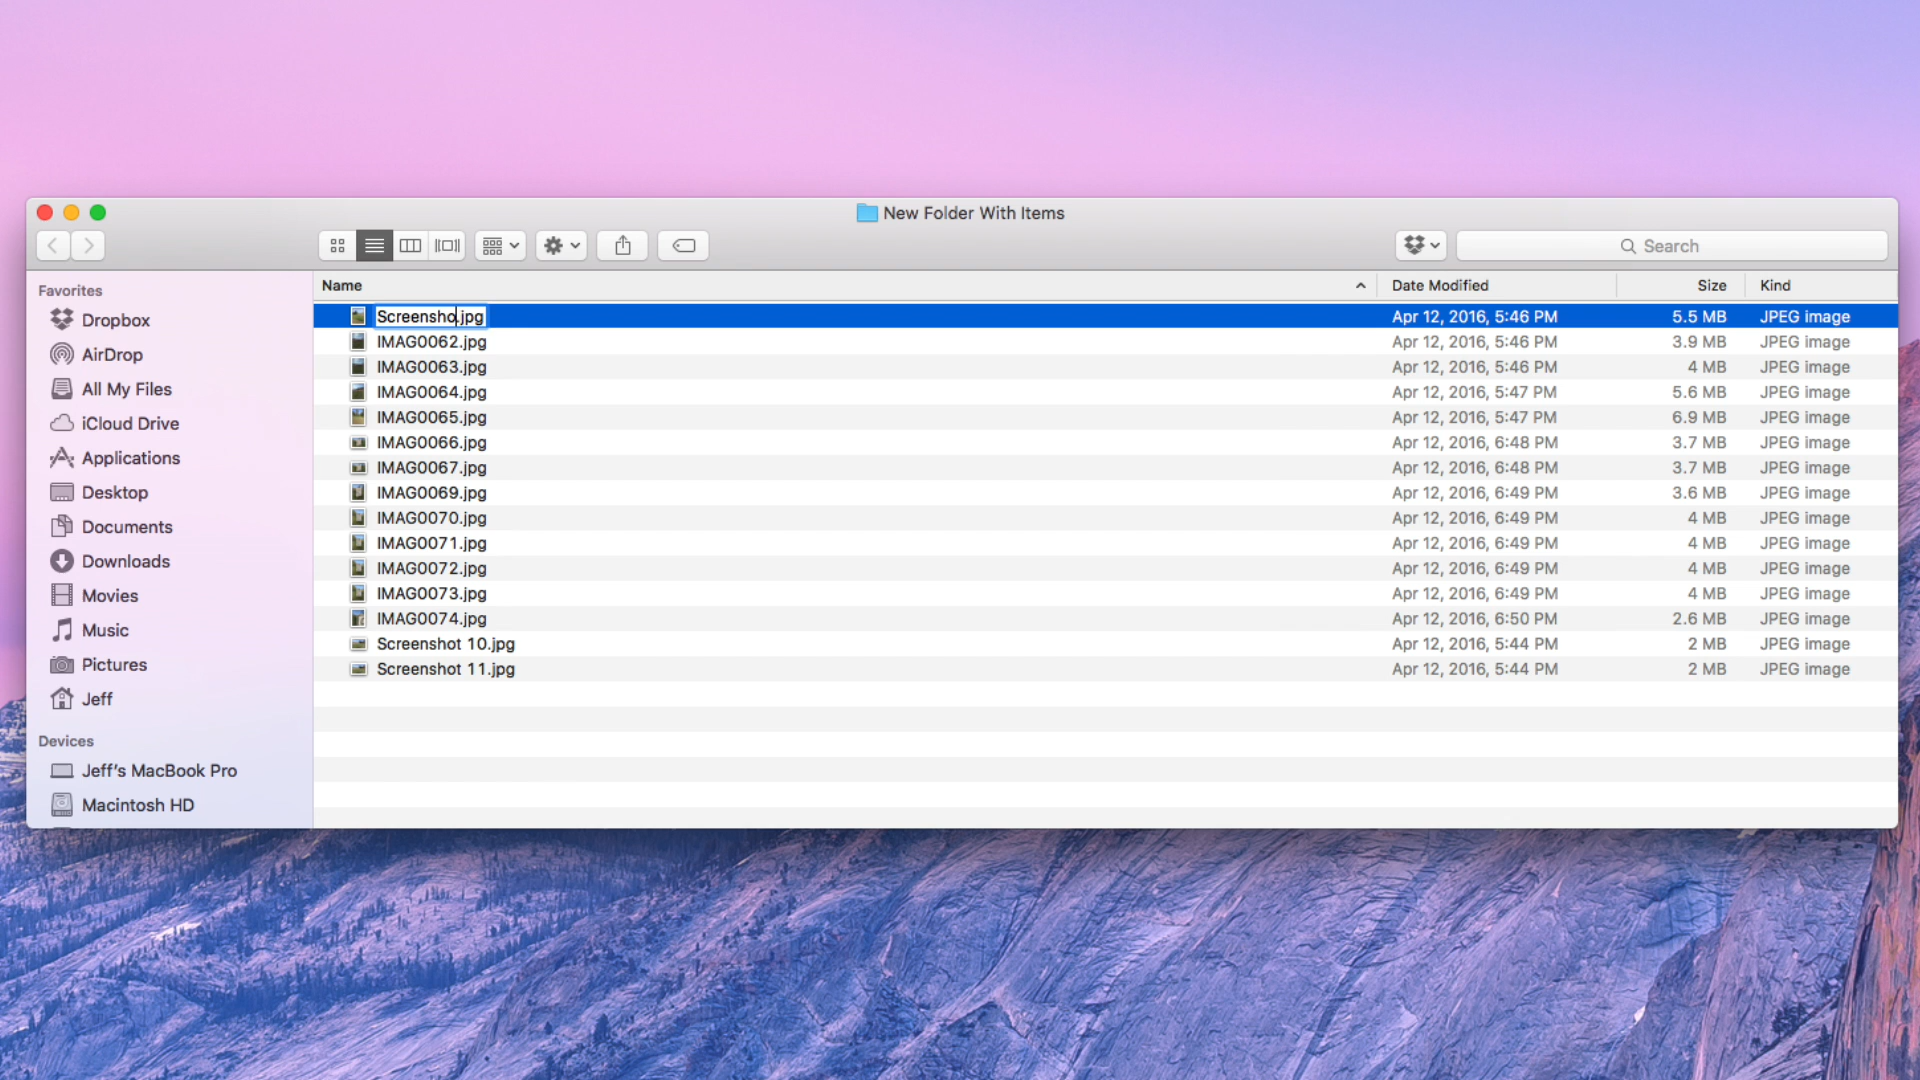 New Folder With Items
Search
Favorites
Dropbox
AirDrop
All My Files
iCloud Drive
Applications
Desktop
Documents
Downloads
Movies
Music
Pictures
Jeff
Devices
Jeff's MacBook Pro
Macintosh HD
Name Date Modified Size Kind
Screensho.jpg Apr 12, 2016, 5:46 PM 5.5 MB JPEG image
IMAG0062.jpg Apr 12, 2016, 5:46 PM 3.9 MB JPEG image
IMAG0063.jpg Apr 12, 2016, 5:46 PM 4 MB JPEG image
IMAG0064.jpg Apr 12, 2016, 5:47 PM 5.6 MB JPEG image
IMAG0065.jpg Apr 12, 2016, 5:47 PM 6.9 MB JPEG image
IMAG0066.jpg Apr 12, 2016, 6:48 PM 3.7 MB JPEG image
IMAG0067.jpg Apr 12, 2016, 6:48 PM 3.7 MB JPEG image
IMAG0069.jpg Apr 12, 2016, 6:49 PM 3.6 MB JPEG image
IMAG0070.jpg Apr 12, 2016, 6:49 PM 4 MB JPEG image
IMAG0071.jpg Apr 12, 2016, 6:49 PM 4 MB JPEG image
IMAG0072.jpg Apr 12, 2016, 6:49 PM 4 MB JPEG image
IMAG0073.jpg Apr 12, 2016, 6:49 PM 4 MB JPEG image
IMAG0074.jpg Apr 12, 2016, 6:50 PM 2.6 MB JPEG image
Screenshot 10.jpg Apr 12, 2016, 5:44 PM 2 MB JPEG image
Screenshot 11.jpg Apr 12, 2016, 5:44 PM 2 MB JPEG image